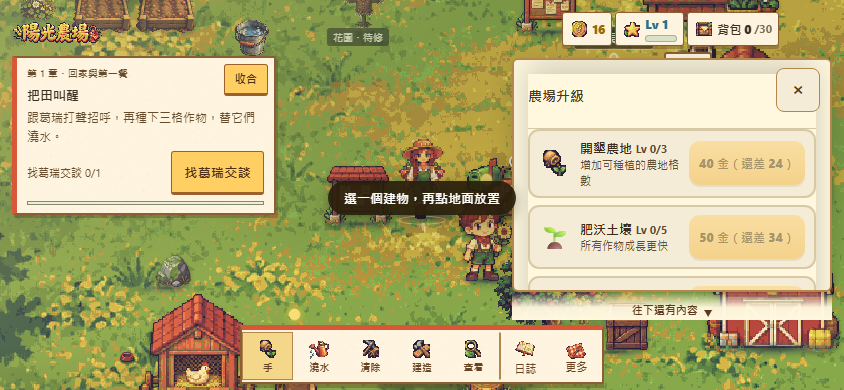 陽光農場
花圃 · 待修
16
Lv 1
背包 0 /30
第 1 章 · 回家與第一餐
收合
把田叫醒
跟葛瑞打聲招呼，再種下三格作物，替它們
澆水。
找葛瑞交談 0/1
找葛瑞交談
選一個建物，再點地面放置
農場升級
×
開墾農地 Lv 0/3
增加可種植的農地格
數
40 金（還差 24）
肥沃土壤 Lv 0/5
所有作物成長更快
50 金（還差 34）
往下還有內容 ▼
手
澆水
清除
建造
查看
日誌
更多